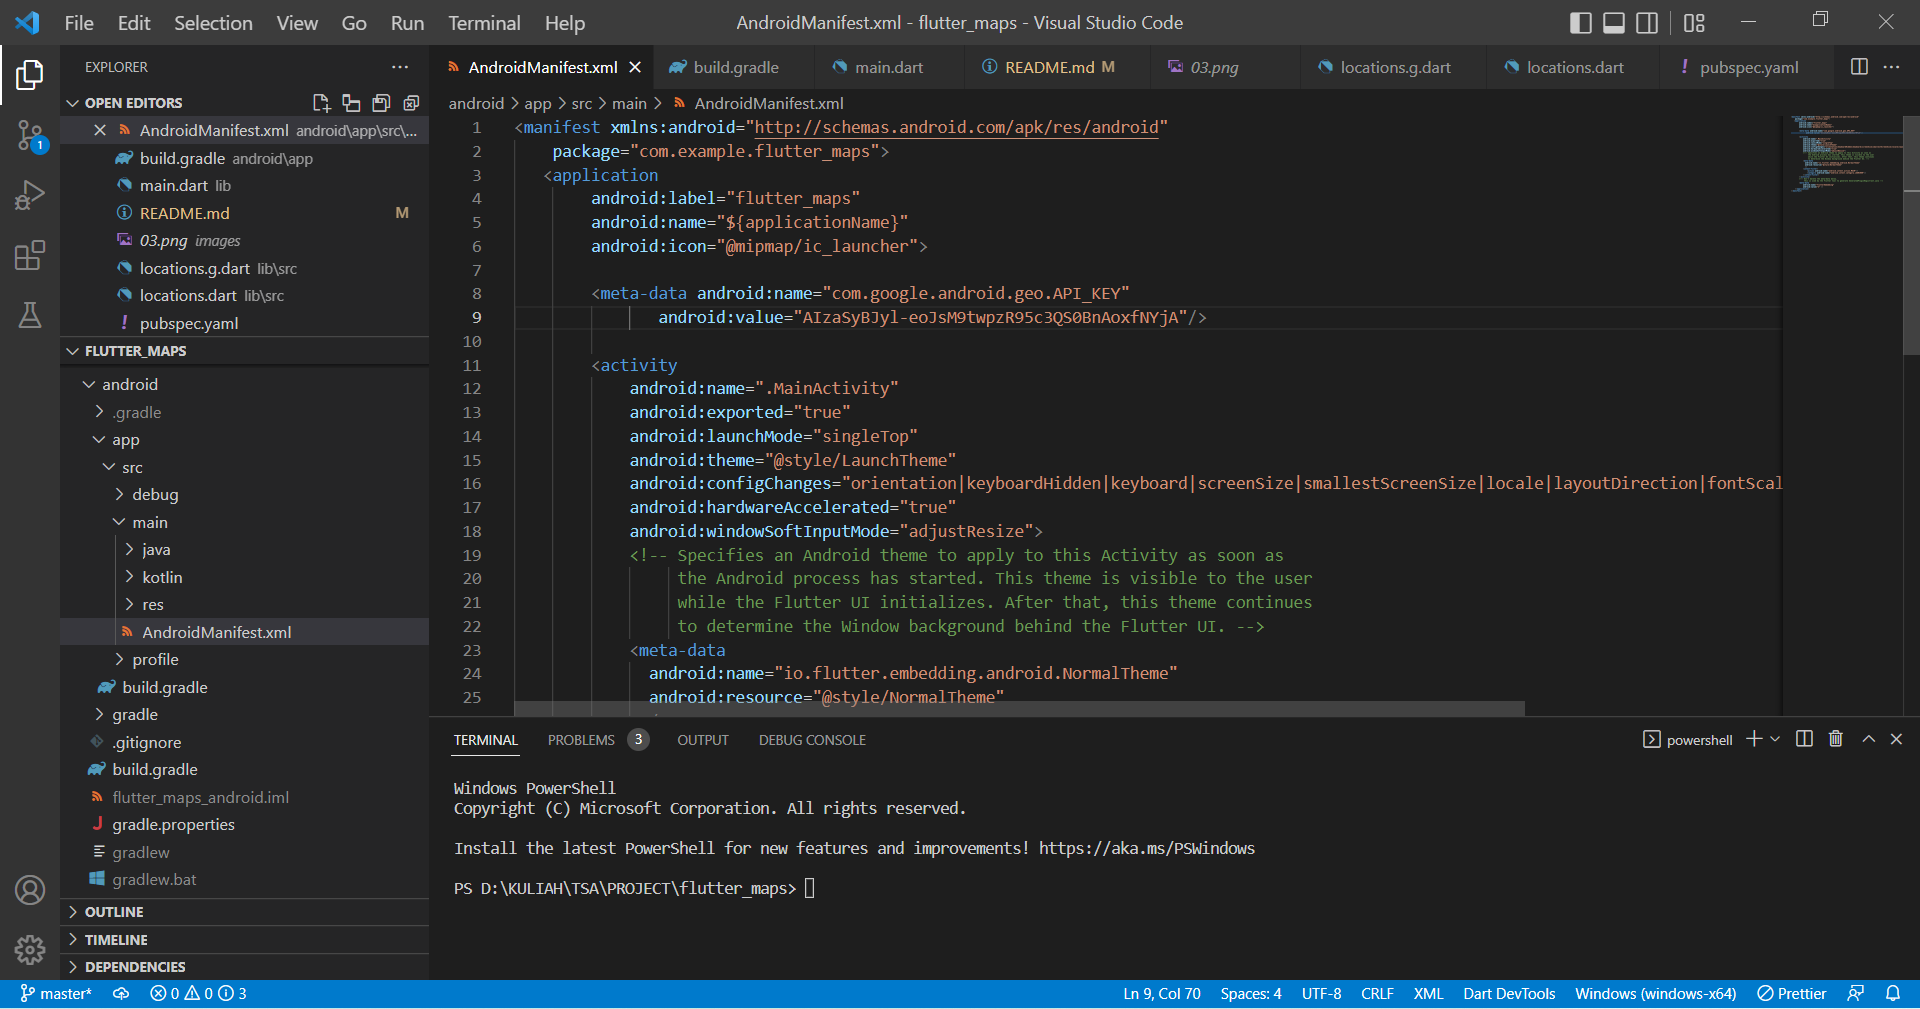 File Edit Selection View Go Run Terminal Help
AndroidManifest.xml - flutter_maps - Visual Studio Code
EXPLORER
OPEN EDITORS
AndroidManifest.xml android\app\src\...
build.gradle android\app
main.dart lib
README.md M
03.png images
locations.g.dart lib\src
locations.dart lib\src
! pubspec.yaml
FLUTTER_MAPS
android
.gradle
app
src
debug
main
java
kotlin
res
AndroidManifest.xml
profile
build.gradle
gradle
.gitignore
build.gradle
flutter_maps_android.iml
gradle.properties
gradlew
gradlew.bat
OUTLINE
TIMELINE
DEPENDENCIES
1
AndroidManifest.xml build.gradle main.dart README.md M 03.png locations.g.dart locations.dart ! pubspec.yaml
android > app > src > main > AndroidManifest.xml
1 <manifest xmlns:android="http://schemas.android.com/apk/res/android"
2 package="com.example.flutter_maps">
3 <application
4 android:label="flutter_maps"
5 android:name="${applicationName}"
6 android:icon="@mipmap/ic_launcher">
7
8 <meta-data android:name="com.google.android.geo.API_KEY"
9 android:value="AIzaSyBJyl-eoJsM9twpzR95c3QS0BnAoxfNYjA"/>
10
11 <activity
12 android:name=".MainActivity"
13 android:exported="true"
14 android:launchMode="singleTop"
15 android:theme="@style/LaunchTheme"
16 android:configChanges="orientation|keyboardHidden|keyboard|screenSize|smallestScreenSize|locale|layoutDirection|fontScal
17 android:hardwareAccelerated="true"
18 android:windowSoftInputMode="adjustResize">
19 <!-- Specifies an Android theme to apply to this Activity as soon as
20 the Android process has started. This theme is visible to the user
21 while the Flutter UI initializes. After that, this theme continues
22 to determine the Window background behind the Flutter UI. -->
23 <meta-data
24 android:name="io.flutter.embedding.android.NormalTheme"
25 android:resource="@style/NormalTheme"
TERMINAL PROBLEMS 3 OUTPUT DEBUG CONSOLE
powershell
Windows PowerShell
Copyright (C) Microsoft Corporation. All rights reserved.
Install the latest PowerShell for new features and improvements! https://aka.ms/PSWindows
PS D:\KULIAH\TSA\PROJECT\flutter_maps>
master* 0 0 3
Ln 9, Col 70 Spaces: 4 UTF-8 CRLF XML Dart DevTools Windows (windows-x64) Prettier